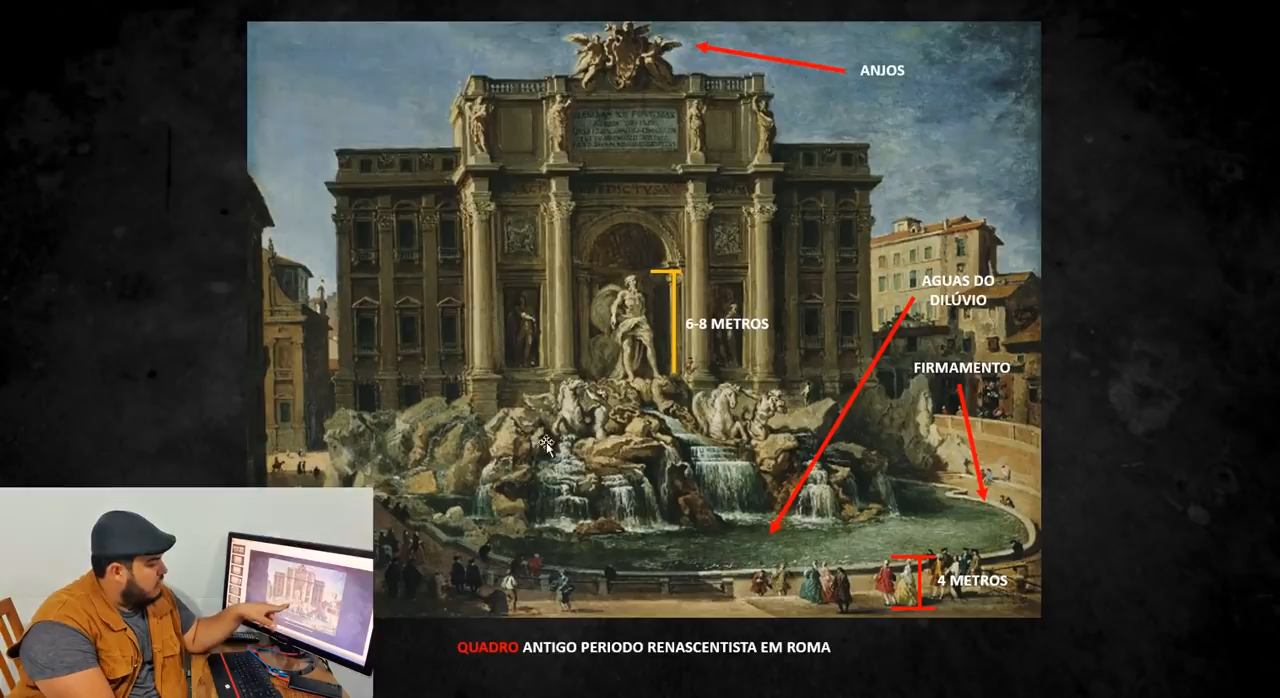 ANJOS
AGUAS DO
DILÚVIO
6-8 METROS
FIRMAMENTO
4 METROS
QUADRO ANTIGO PERIODO RENASCENTISTA EM ROMA